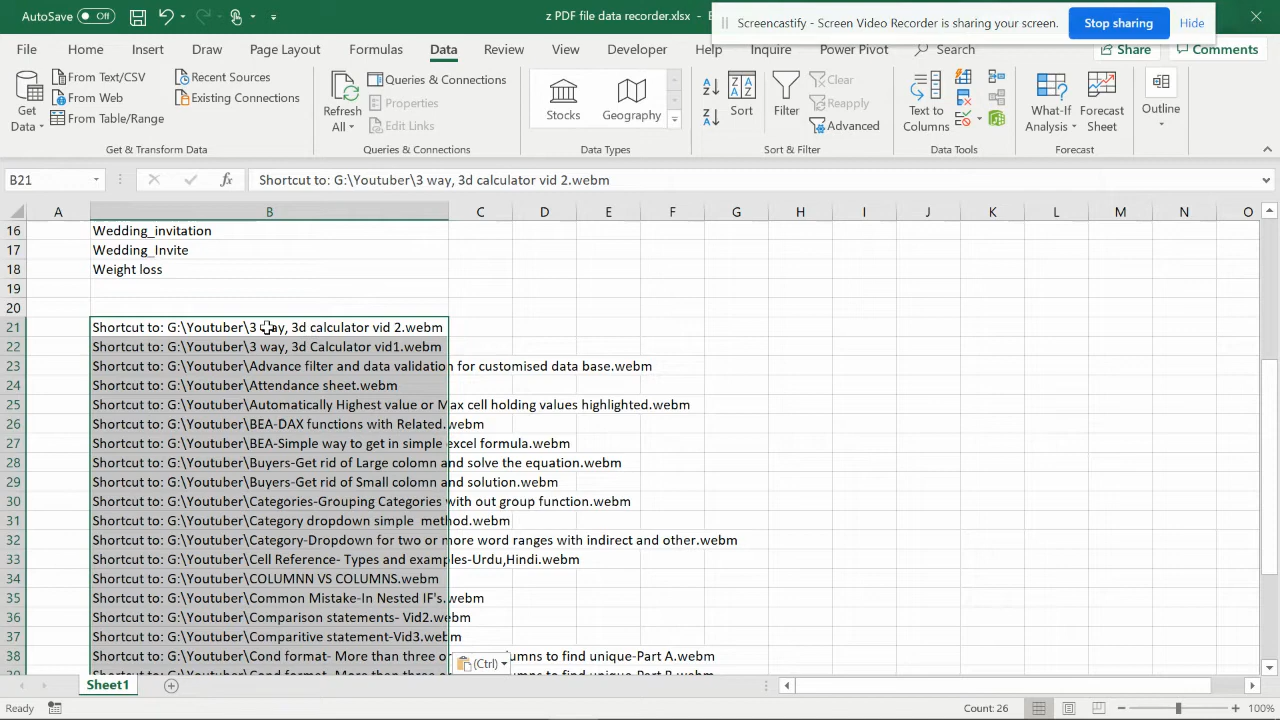 AutoSave Off z PDF file data recorder.xlsx - E
Screencastify - Screen Video Recorder is sharing your screen. Stop sharing Hide
File Home Insert Draw Page Layout Formulas Data Review View Developer Help Inquire Power Pivot Search Share Comments
Get Data
From Text/CSV
From Web
From Table/Range
Recent Sources
Existing Connections
Get & Transform Data
Refresh All
Queries & Connections
Properties
Edit Links
Queries & Connections
Stocks
Geography
Data Types
Sort
Filter
Clear
Reapply
Advanced
Sort & Filter
Text to Columns
Data Tools
What-If Analysis
Forecast Sheet
Forecast
Outline
B21 fx Shortcut to: G:\Youtuber\3 way, 3d calculator vid 2.webm
A B C D E F G H I J K L M N O
16 Wedding_invitation
17 Wedding_Invite
18 Weight loss
19
20
21 Shortcut to: G:\Youtuber\3 way, 3d calculator vid 2.webm
22 Shortcut to: G:\Youtuber\3 way, 3d Calculator vid1.webm
23 Shortcut to: G:\Youtuber\Advance filter and data validation for customised data base.webm
24 Shortcut to: G:\Youtuber\Attendance sheet.webm
25 Shortcut to: G:\Youtuber\Automatically Highest value or Max cell holding values highlighted.webm
26 Shortcut to: G:\Youtuber\BEA-DAX functions with Related.webm
27 Shortcut to: G:\Youtuber\BEA-Simple way to get in simple excel formula.webm
28 Shortcut to: G:\Youtuber\Buyers-Get rid of Large colomn and solve the equation.webm
29 Shortcut to: G:\Youtuber\Buyers-Get rid of Small colomn and solution.webm
30 Shortcut to: G:\Youtuber\Categories-Grouping Categories with out group function.webm
31 Shortcut to: G:\Youtuber\Category dropdown simple  method.webm
32 Shortcut to: G:\Youtuber\Category-Dropdown for two or more word ranges with indirect and other.webm
33 Shortcut to: G:\Youtuber\Cell Reference- Types and examples-Urdu,Hindi.webm
34 Shortcut to: G:\Youtuber\COLUMNN VS COLUMNS.webm
35 Shortcut to: G:\Youtuber\Common Mistake-In Nested IF's.webm
36 Shortcut to: G:\Youtuber\Comparison statements- Vid2.webm
37 Shortcut to: G:\Youtuber\Comparitive statement-Vid3.webm
38 Shortcut to: G:\Youtuber\Cond format- More than three or (Ctrl) umns to find unique-Part A.webm
Sheet1
Ready Count: 26 100%